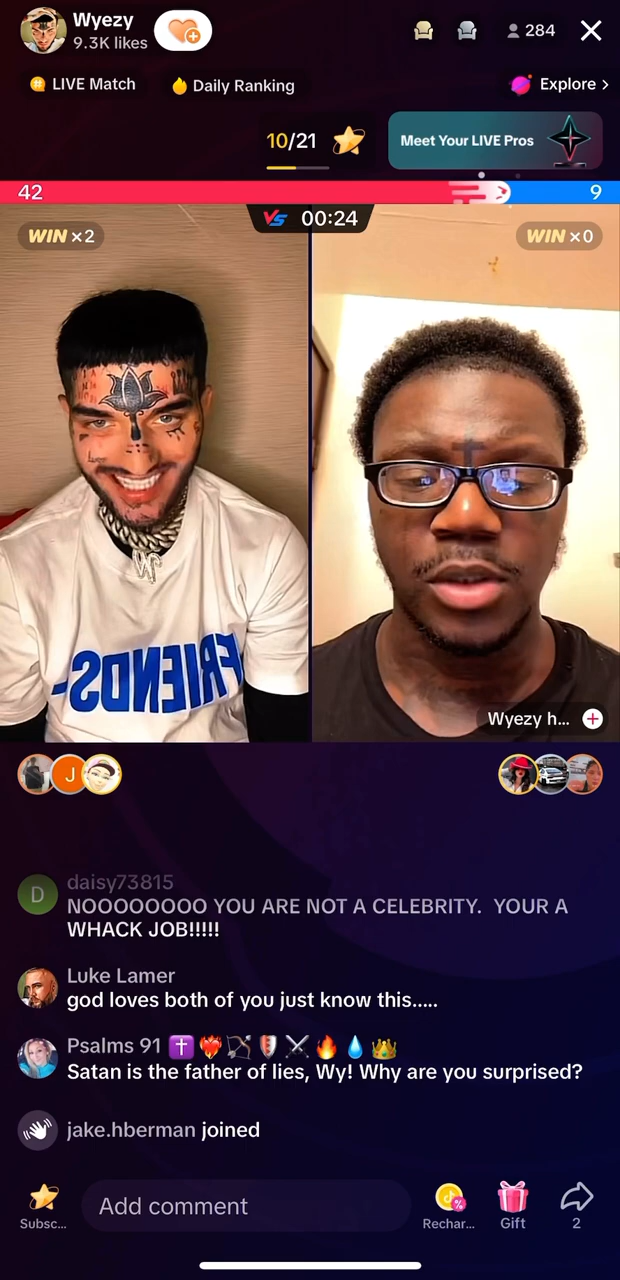 Wyezy
9.3K likes
284
LIVE Match
Daily Ranking
Explore >
10/21
Meet Your LIVE Pros
42
9
VS 00:24
WIN ×2
WIN ×0
FRIENDS
Wyezy h...
J
D
daisy73815
NOOOOOOOO YOU ARE NOT A CELEBRITY. YOUR A
WHACK JOB!!!!!
Luke Lamer
god loves both of you just know this.....
Psalms 91 ✝️❤️‍🔥🏹🛡️⚔️🔥💧👑
Satan is the father of lies, Wy! Why are you surprised?
jake.hberman joined
Add comment
Subsc...
Rechar...
Gift
2